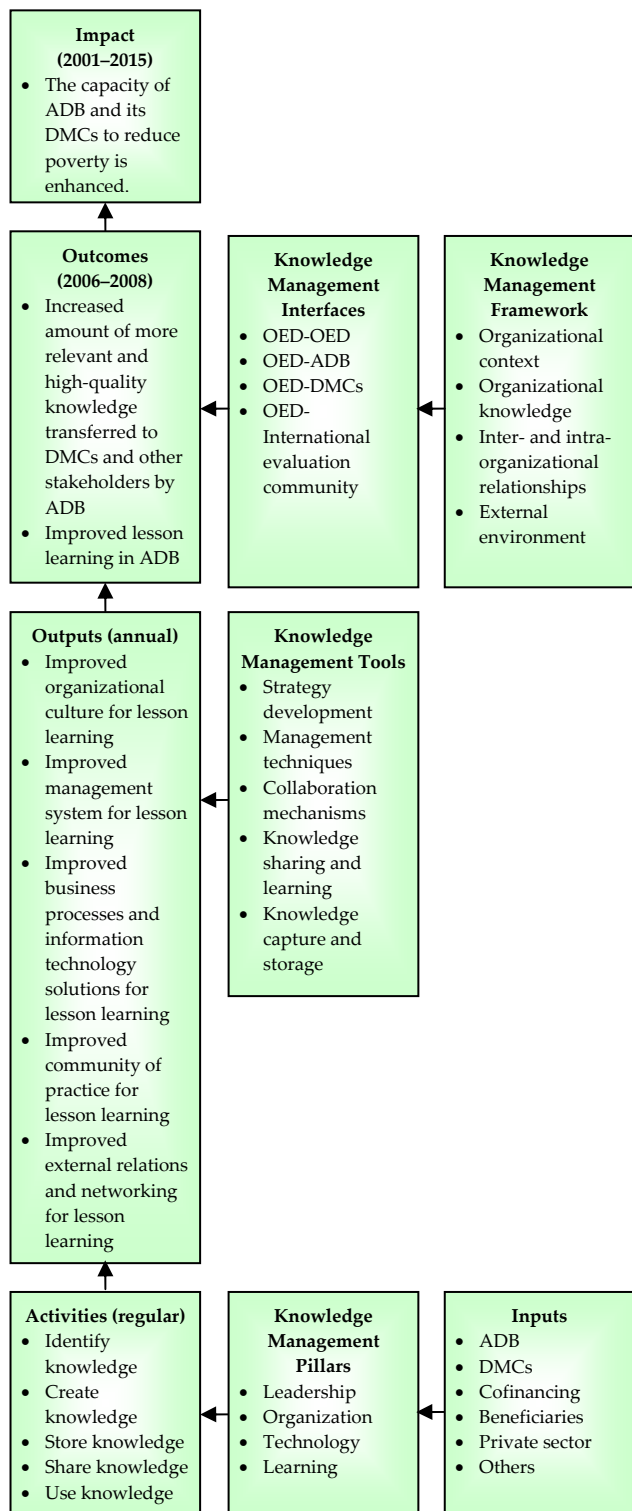 Impact
(2001–2015)
• The capacity of
ADB and its
DMCs to reduce
poverty is
enhanced.
Outcomes
(2006–2008)
• Increased
amount of more
relevant and
high-quality
knowledge
transferred to
DMCs and other
stakeholders by
ADB
• Improved lesson
learning in ADB
Knowledge
Management
Interfaces
• OED-OED
• OED-ADB
• OED-DMCs
• OED-
International
evaluation
community
Knowledge
Management
Framework
• Organizational
context
• Organizational
knowledge
• Inter- and intra-
organizational
relationships
• External
environment
Outputs (annual)
• Improved
organizational
culture for lesson
learning
• Improved
management
system for lesson
learning
• Improved
business
processes and
information
technology
solutions for
lesson learning
• Improved
community of
practice for
lesson learning
• Improved
external relations
and networking
for lesson
learning
Knowledge
Management Tools
• Strategy
development
• Management
techniques
• Collaboration
mechanisms
• Knowledge
sharing and
learning
• Knowledge
capture and
storage
Activities (regular)
• Identify
knowledge
• Create
knowledge
• Store knowledge
• Share knowledge
• Use knowledge
Knowledge
Management
Pillars
• Leadership
• Organization
• Technology
• Learning
Inputs
• ADB
• DMCs
• Cofinancing
• Beneficiaries
• Private sector
• Others